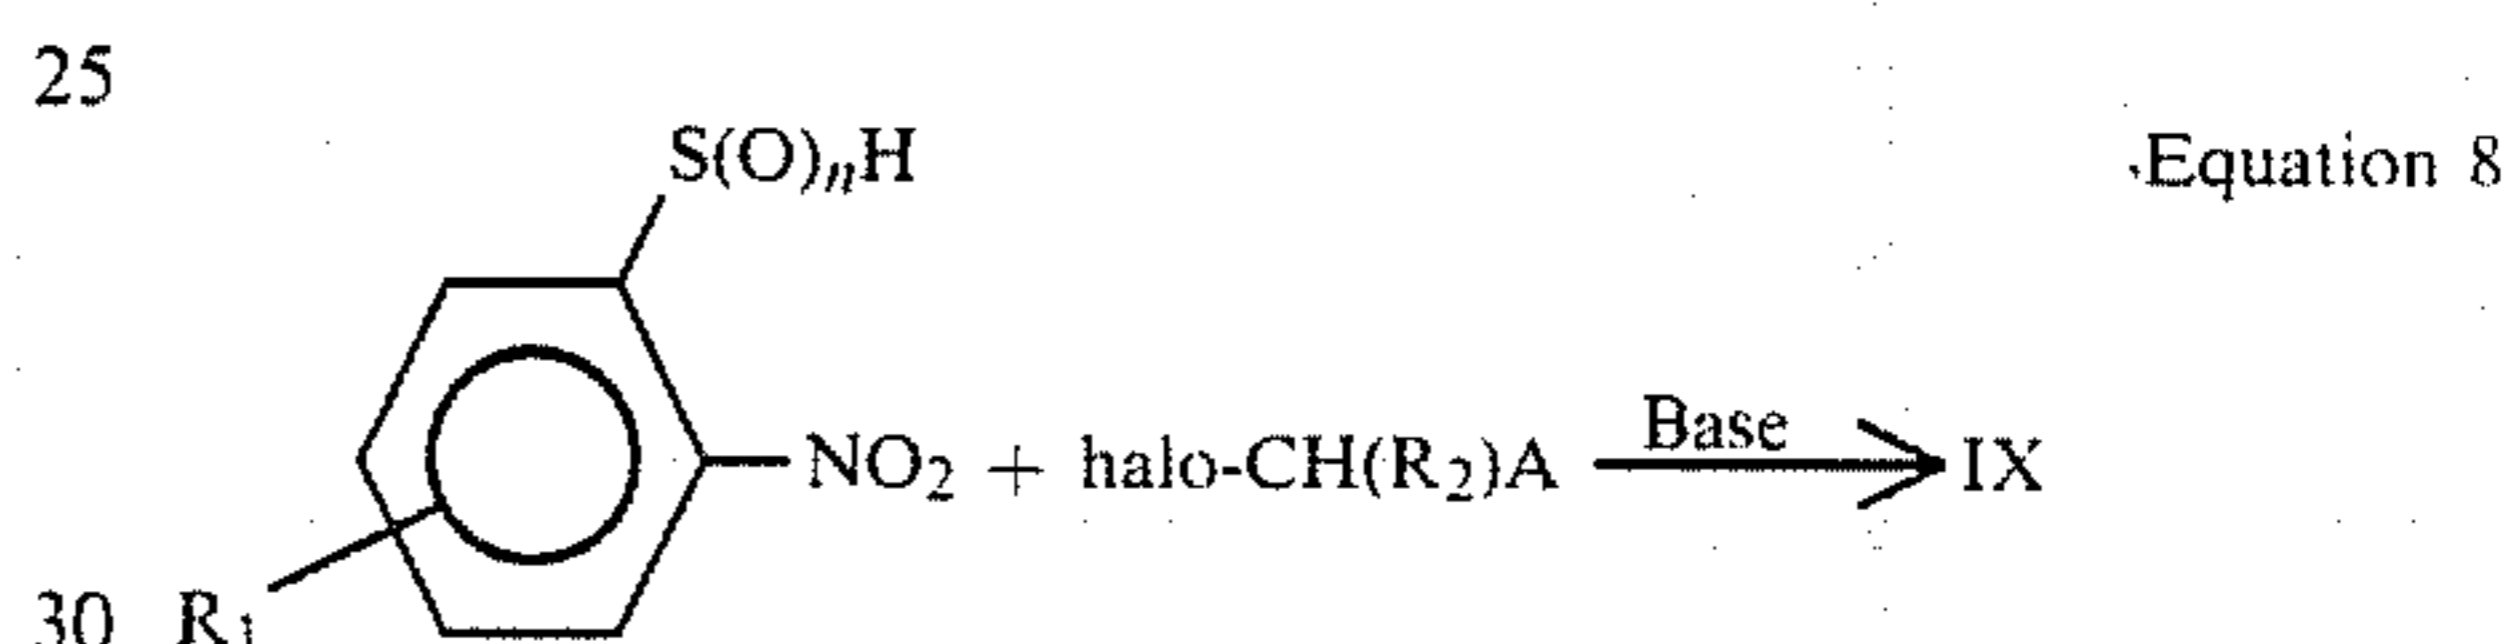 25
S(O)nH
Equation 8
Base
NO2 + halo-CH(R2)A IX
30 R1